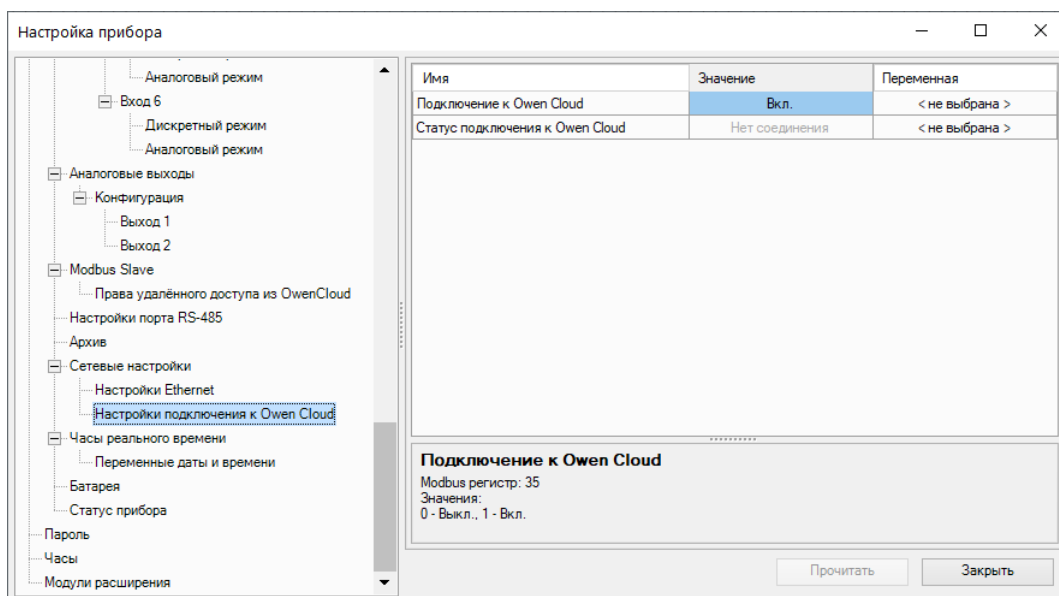 Настройка прибора
Аналоговый режим
Вход 6
Дискретный режим
Аналоговый режим
Аналоговые выходы
Конфигурация
Выход 1
Выход 2
Modbus Slave
Права удалённого доступа из OwenCloud
Настройки порта RS-485
Архив
Сетевые настройки
Настройки Ethernet
Настройки подключения к Owen Cloud
Часы реального времени
Переменные даты и времени
Батарея
Статус прибора
Пароль
Часы
Модули расширения
Имя Значение Переменная
Подключение к Owen Cloud Вкл. < не выбрана >
Статус подключения к Owen Cloud Нет соединения < не выбрана >
Подключение к Owen Cloud
Modbus регистр: 35
Значения:
0 - Выкл., 1 - Вкл.
Прочитать Закрыть